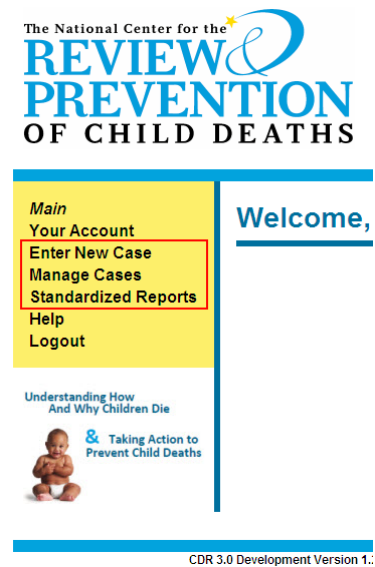 The National Center for the
REVIEW &
PREVENTION
OF CHILD DEATHS
Main
Your Account
Enter New Case
Manage Cases
Standardized Reports
Help
Logout
Welcome,
Understanding How
And Why Children Die
& Taking Action to
Prevent Child Deaths
CDR 3.0 Development Version 1.